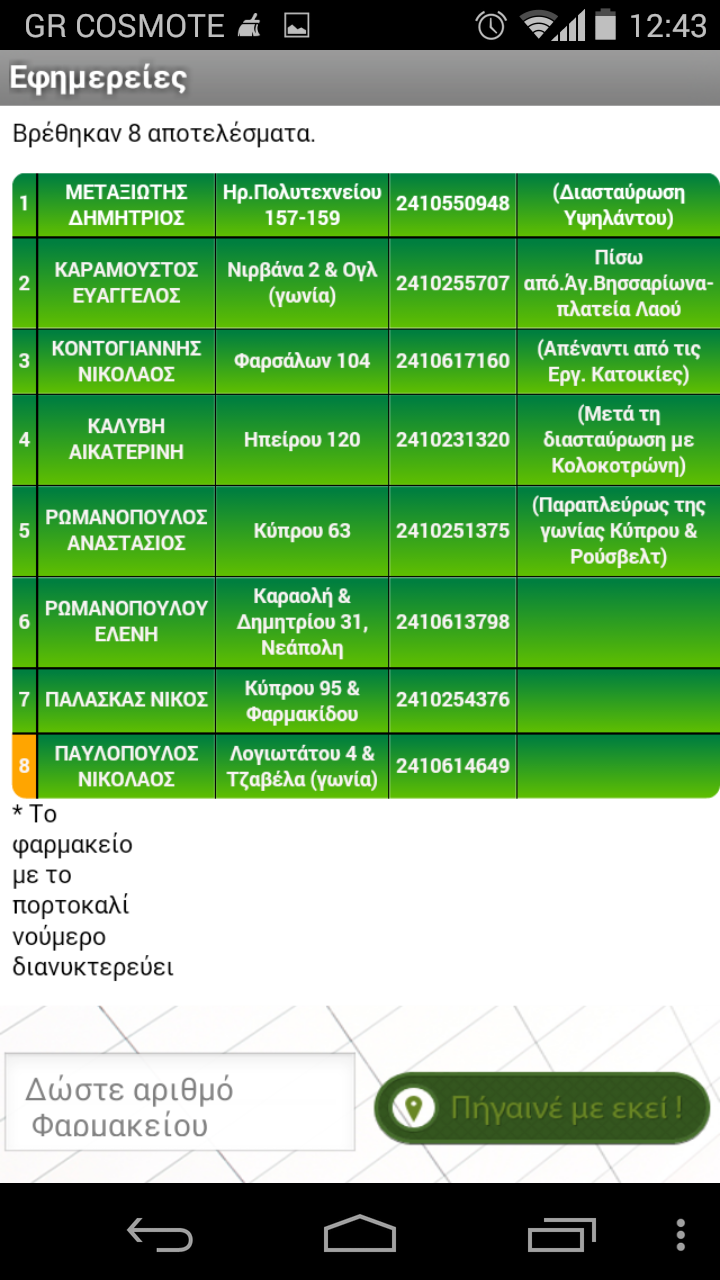 GR COSMOTE 12:43
Εφημερείες
Βρέθηκαν 8 αποτελέσματα.
1 ΜΕΤΑΞΙΩΤΗΣ ΔΗΜΗΤΡΙΟΣ Ηρ.Πολυτεχνείου 157-159 2410550948 (Διασταύρωση Υψηλάντου)
2 ΚΑΡΑΜΟΥΣΤΟΣ ΕΥΑΓΓΕΛΟΣ Νιρβάνα 2 & Ογλ (γωνία) 2410255707 Πίσω από.Άγ.Βησσαρίωνα-πλατεία Λαού
3 ΚΟΝΤΟΓΙΑΝΝΗΣ ΝΙΚΟΛΑΟΣ Φαρσάλων 104 2410617160 (Απέναντι από τις Εργ. Κατοικίες)
4 ΚΑΛΥΒΗ ΑΙΚΑΤΕΡΙΝΗ Ηπείρου 120 2410231320 (Μετά τη διασταύρωση με Κολοκοτρώνη)
5 ΡΩΜΑΝΟΠΟΥΛΟΣ ΑΝΑΣΤΑΣΙΟΣ Κύπρου 63 2410251375 (Παραπλεύρως της γωνίας Κύπρου & Ρούσβελτ)
6 ΡΩΜΑΝΟΠΟΥΛΟΥ ΕΛΕΝΗ Καραολή & Δημητρίου 31, Νεάπολη 2410613798
7 ΠΑΛΑΣΚΑΣ ΝΙΚΟΣ Κύπρου 95 & Φαρμακίδου 2410254376
8 ΠΑΥΛΟΠΟΥΛΟΣ ΝΙΚΟΛΑΟΣ Λογιωτάτου 4 & Τζαβέλα (γωνία) 2410614649
* Το
φαρμακείο
με το
πορτοκαλί
νούμερο
διανυκτερεύει
Δώστε αριθμό
Φαρμακείου
Πήγαινέ με εκεί !